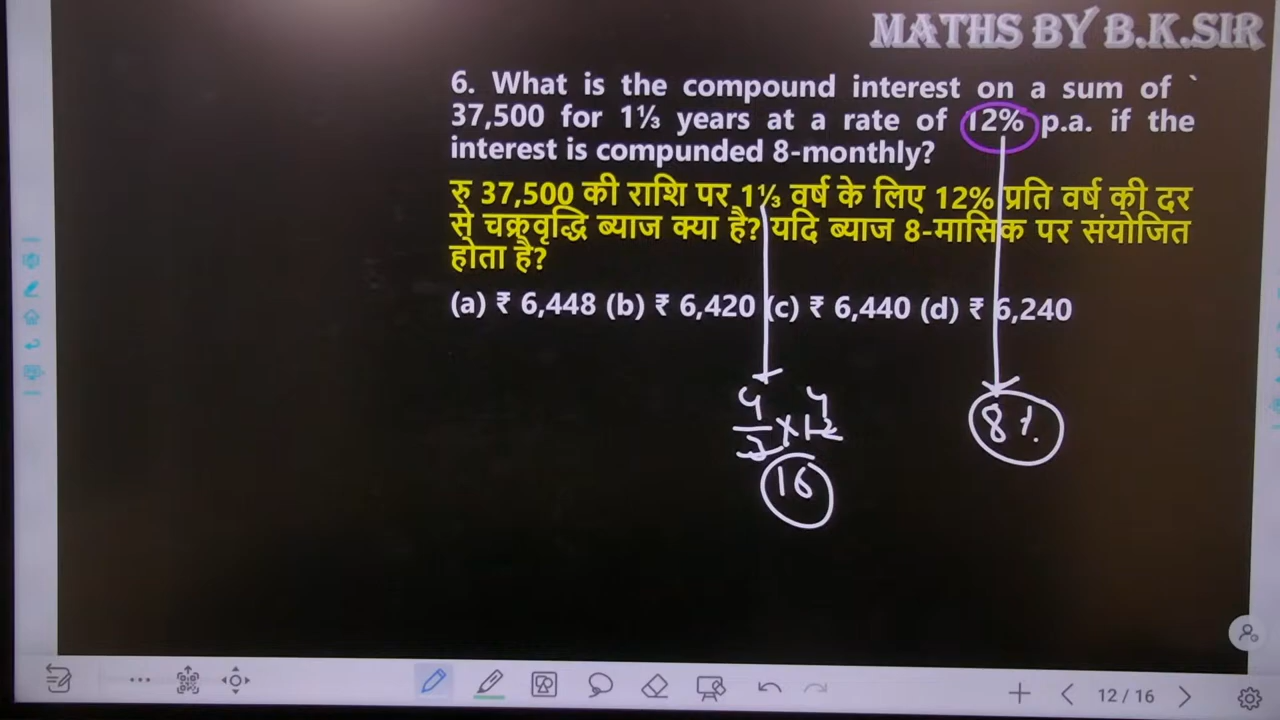 MATHS BY B.K.SIR
6. What is the compound interest on a sum of `
37,500 for 1⅓ years at a rate of 12% p.a. if the
interest is compunded 8-monthly?
रु 37,500 की राशि पर 1⅓ वर्ष के लिए 12% प्रति वर्ष की दर
से चक्रवृद्धि ब्याज क्या है? यदि ब्याज 8-मासिक पर संयोजित
होता है?
(a) ₹ 6,448 (b) ₹ 6,420 (c) ₹ 6,440 (d) ₹ 6,240
4 4
3 × 12
16
8%
12 / 16